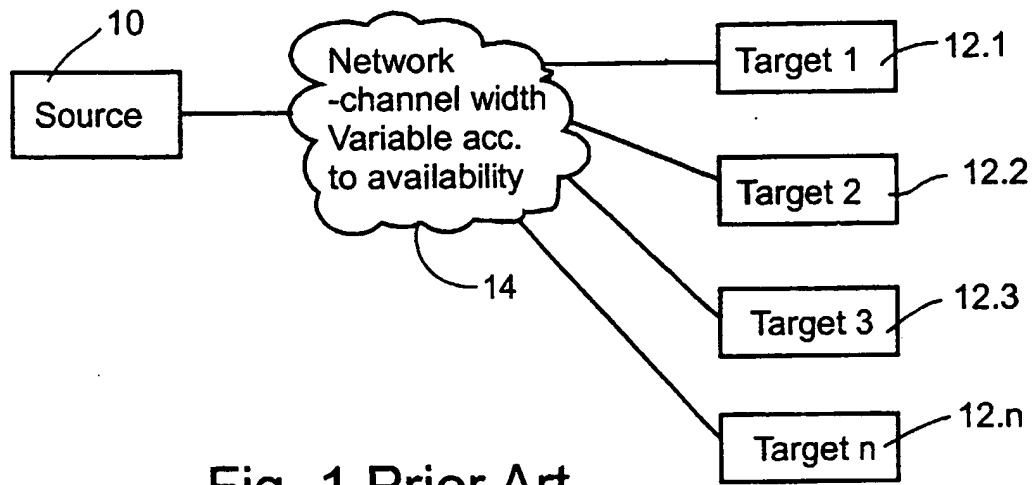 10
Source
Network
-channel width
Variable acc.
to availability
14
Target 1
12.1
Target 2
12.2
Target 3
12.3
Target n
12.n
Fig. 1 Prior Art